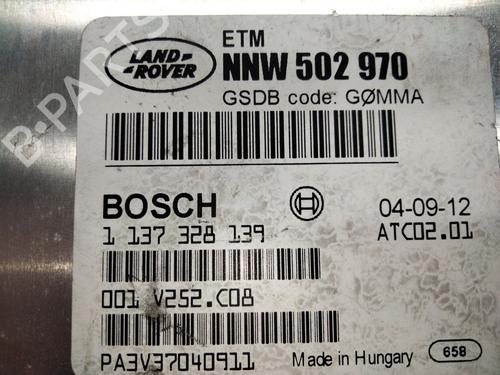 LAND
ROVER
ETM
NNW 502 970
GSDB code: GØMMA
BOSCH
04-09-12
1 137 328 139
ATC02.01
001 V252.C08
PA3V37040911
Made in Hungary
658
B-PARTS